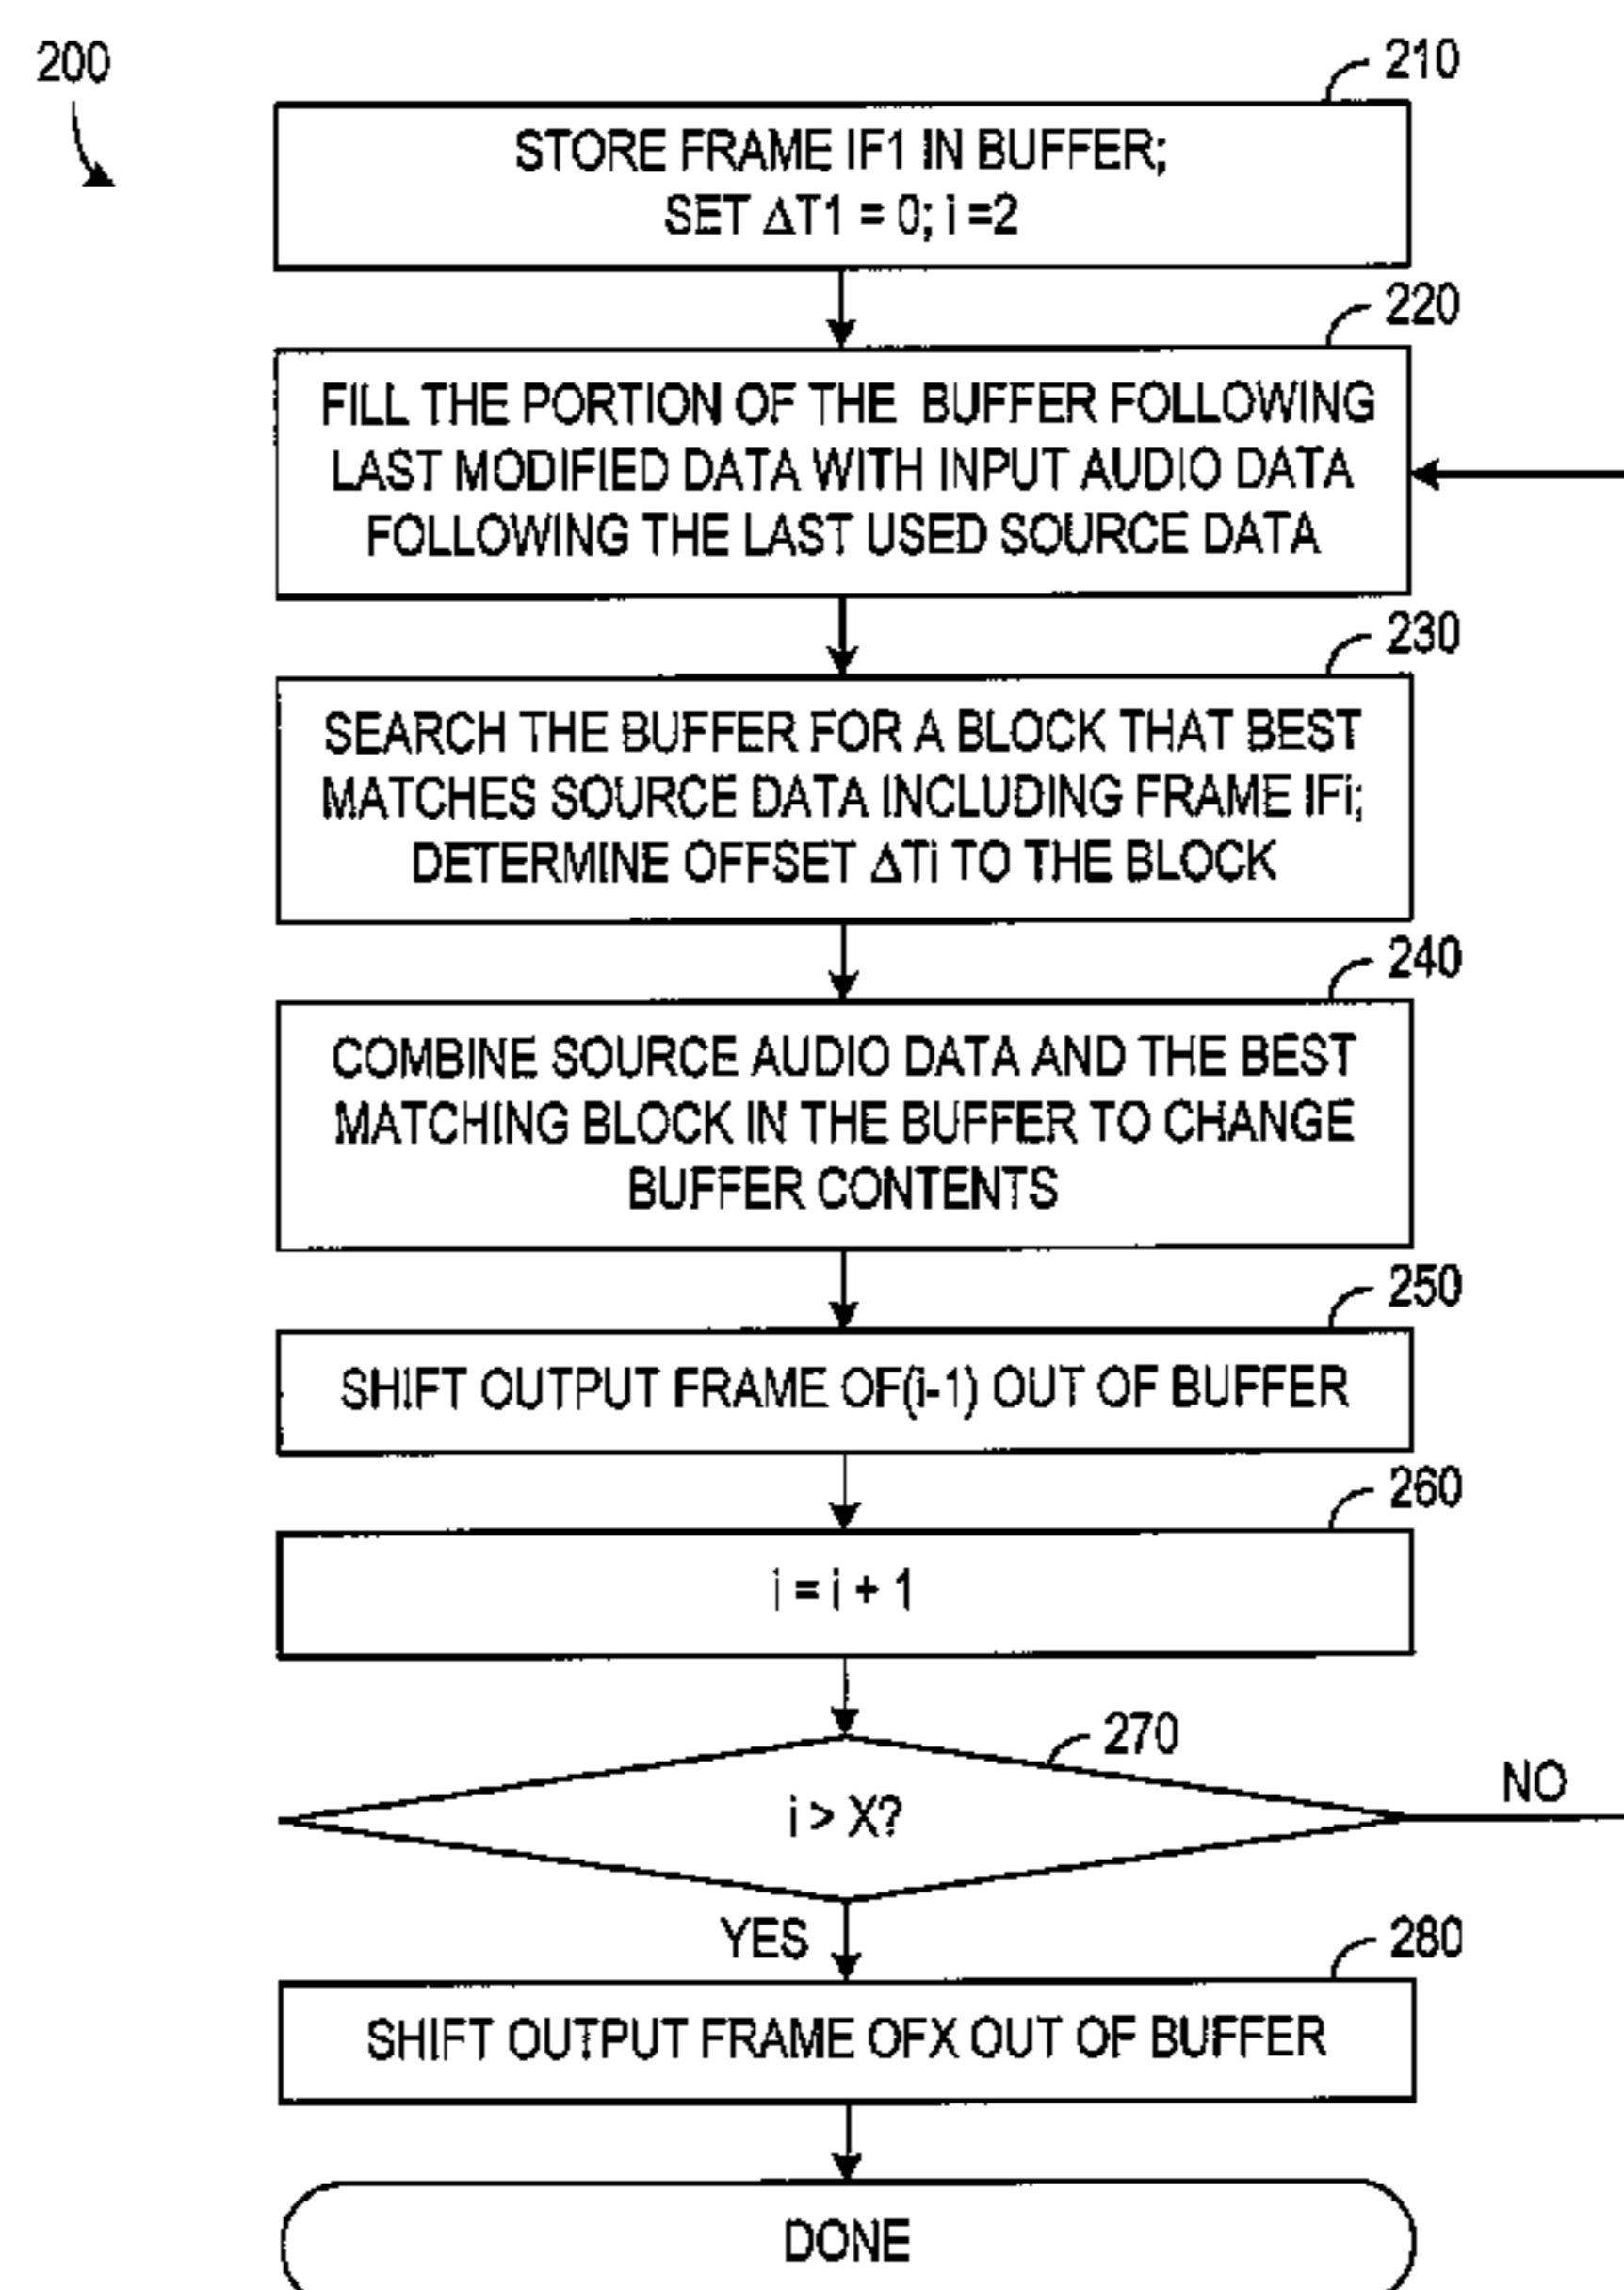 200
210
STORE FRAME IF1 IN BUFFER;
SET ΔT1 = 0; i =2
220
FILL THE PORTION OF THE BUFFER FOLLOWING
LAST MODIFIED DATA WITH INPUT AUDIO DATA
FOLLOWING THE LAST USED SOURCE DATA
230
SEARCH THE BUFFER FOR A BLOCK THAT BEST
MATCHES SOURCE DATA INCLUDING FRAME IFi;
DETERMINE OFFSET ΔTi TO THE BLOCK
240
COMBINE SOURCE AUDIO DATA AND THE BEST
MATCHING BLOCK IN THE BUFFER TO CHANGE
BUFFER CONTENTS
250
SHIFT OUTPUT FRAME OF(i-1) OUT OF BUFFER
260
i = i + 1
270
i > X?
NO
YES
280
SHIFT OUTPUT FRAME OFX OUT OF BUFFER
DONE